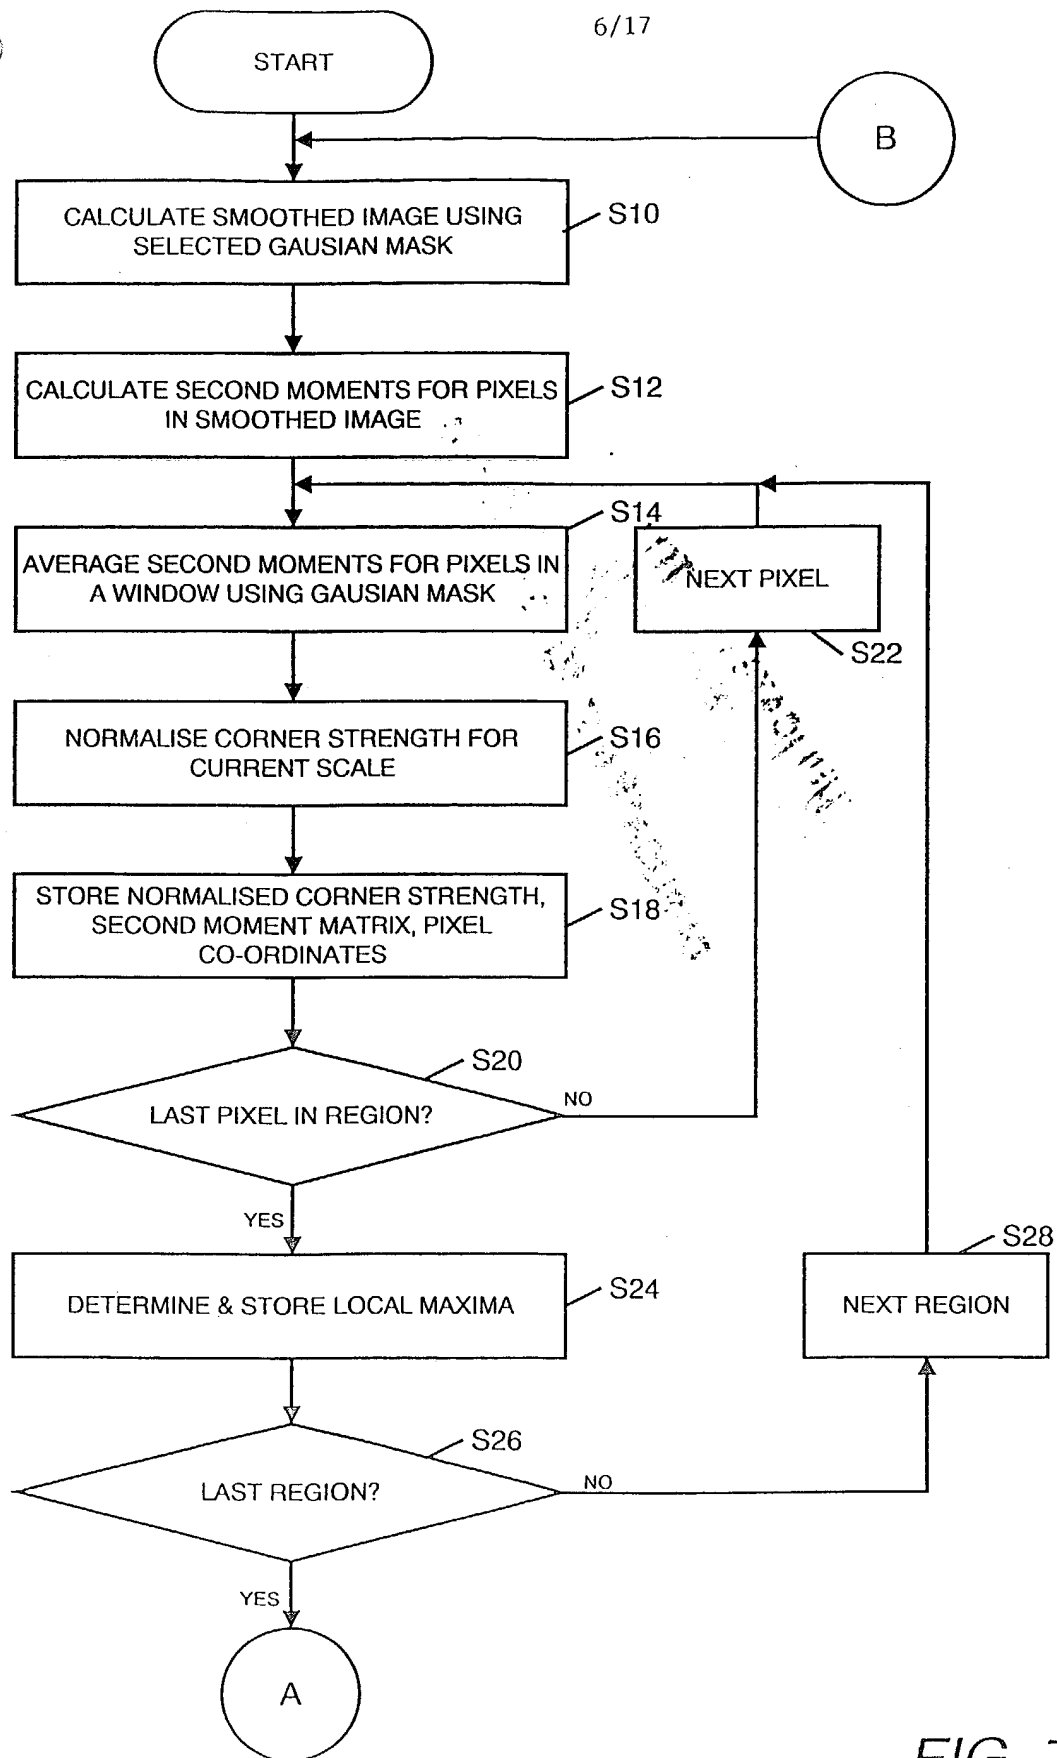 6/17
START
B
CALCULATE SMOOTHED IMAGE USING
SELECTED GAUSIAN MASK
S10
CALCULATE SECOND MOMENTS FOR PIXELS
IN SMOOTHED IMAGE
S12
AVERAGE SECOND MOMENTS FOR PIXELS IN
A WINDOW USING GAUSIAN MASK
S14
NEXT PIXEL
S22
NORMALISE CORNER STRENGTH FOR
CURRENT SCALE
S16
STORE NORMALISED CORNER STRENGTH,
SECOND MOMENT MATRIX, PIXEL
CO-ORDINATES
S18
LAST PIXEL IN REGION?
S20
NO
YES
DETERMINE & STORE LOCAL MAXIMA
S24
NEXT REGION
S28
LAST REGION?
S26
NO
YES
A
FIG.